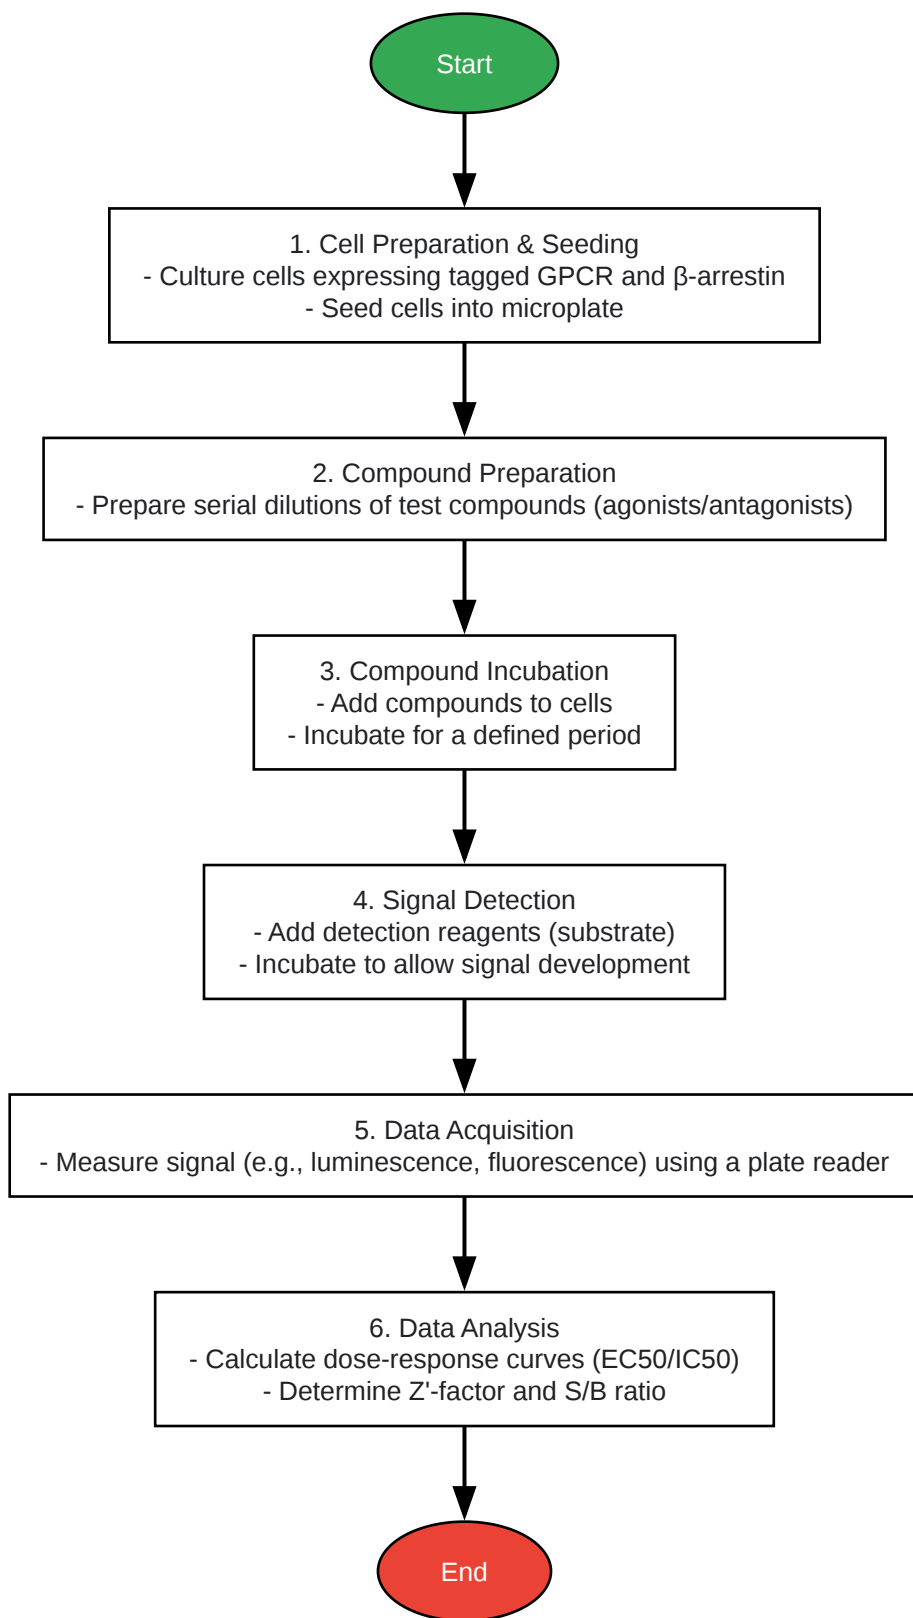 Start
1. Cell Preparation & Seeding
- Culture cells expressing tagged GPCR and β-arrestin
- Seed cells into microplate
2. Compound Preparation
- Prepare serial dilutions of test compounds (agonists/antagonists)
3. Compound Incubation
- Add compounds to cells
- Incubate for a defined period
4. Signal Detection
- Add detection reagents (substrate)
- Incubate to allow signal development
5. Data Acquisition
- Measure signal (e.g., luminescence, fluorescence) using a plate reader
6. Data Analysis
- Calculate dose-response curves (EC50/IC50)
- Determine Z'-factor and S/B ratio
End